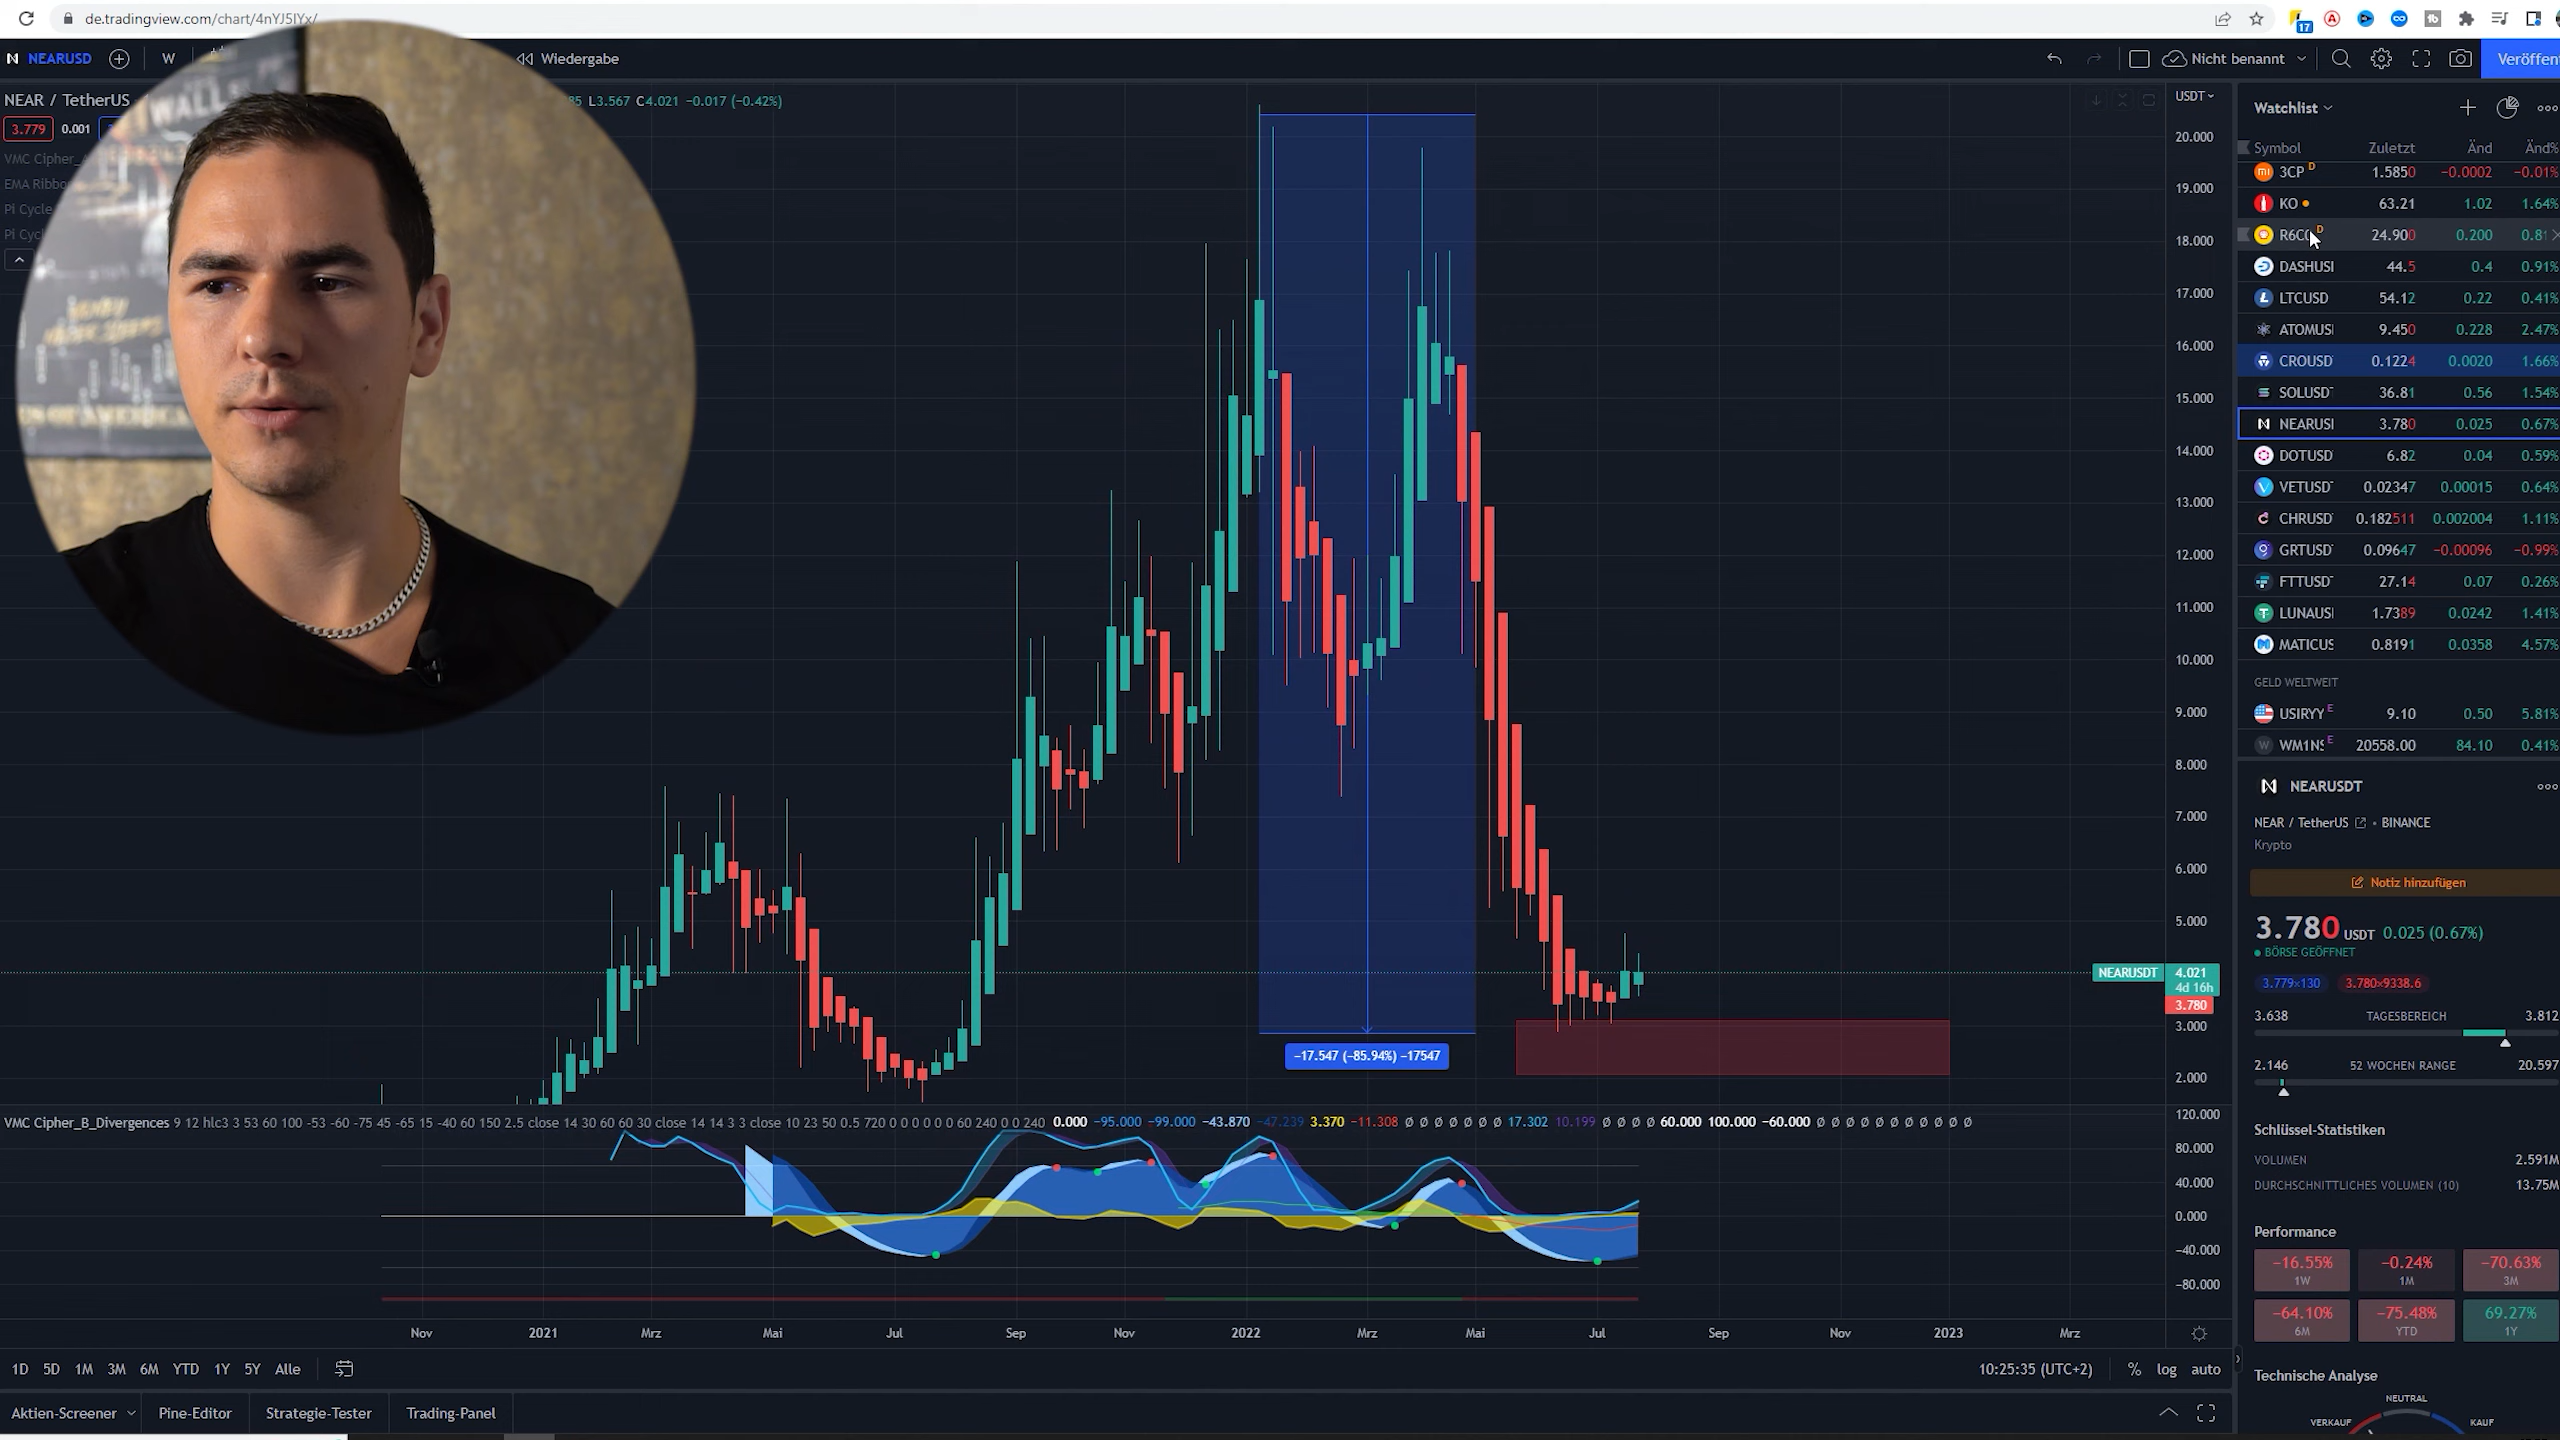 de.tradingview.com/chart/4nYJ5lYx/
17
NEARUSD
W
Wiedergabe
Nicht benannt
Veröffen
NEAR / TetherUS
85 L3.567 C4.021 −0.017 (−0.42%)
3.779
0.001
VMC Cipher_
EMA Ribbo
Pi Cycle
Pi Cycl
WALL
USDT
20.000
19.000
18.000
17.000
16.000
15.000
14.000
13.000
12.000
11.000
10.000
9.000
8.000
7.000
6.000
5.000
NEARUSDT
4.021
4d 16h
3.780
3.000
2.000
−17.547 (−85.94%) −17547
VMC Cipher_B_Divergences 9 12 hlc3 3 53 60 100 -53 -60 -75 45 -65 15 -40 60 150 2.5 close 14 30 60 60 30 close 14 14 3 3 close 10 23 50 0.5 720 0 0 0 0 0 60 240 0 0 240 0.000 −95.000 −99.000 −43.870 −47.239 3.370 −11.308 Ø Ø Ø Ø Ø Ø Ø 17.302 10.199 Ø Ø Ø Ø 60.000 100.000 −60.000 Ø Ø Ø Ø Ø Ø Ø Ø Ø Ø Ø
120.000
80.000
40.000
0.000
−40.000
−80.000
Nov 2021 Mrz Mai Jul Sep Nov 2022 Mrz Mai Jul Sep Nov 2023 Mrz
1D 5D 1M 3M 6M YTD 1Y 5Y Alle
10:25:35 (UTC+2) % log auto
Aktien-Screener Pine-Editor Strategie-Tester Trading-Panel
Watchlist
Symbol Zuletzt Änd Änd%
3CP D 1.5850 −0.0002 −0.01%
KO 63.21 1.02 1.64%
R6C D 24.900 0.200 0.81
DASHUSI 44.5 0.4 0.91%
LTCUSD 54.12 0.22 0.41%
ATOMUSI 9.450 0.228 2.47%
CROUSD 0.1224 0.0020 1.66%
SOLUSD 36.81 0.56 1.54%
NEARUSI 3.780 0.025 0.67%
DOTUSD 6.82 0.04 0.59%
VETUSD 0.02347 0.00015 0.64%
CHRUSD 0.182511 0.002004 1.11%
GRTUSD 0.09647 −0.00096 −0.99%
FTTUSD 27.14 0.07 0.26%
LUNAUSI 1.7389 0.0242 1.41%
MATICUS 0.8191 0.0358 4.57%
GELD WELTWEIT
USIRYY E 9.10 0.50 5.81%
WM1NS E 20558.00 84.10 0.41%
NEARUSDT
NEAR / TetherUS • BINANCE
Krypto
Notiz hinzufügen
3.780 USDT 0.025 (0.67%)
BÖRSE GEÖFFNET
3.779×130 3.780×9338.6
3.638 TAGESBEREICH 3.812
2.146 52 WOCHEN RANGE 20.597
Schlüssel-Statistiken
VOLUMEN 2.591M
DURCHSCHNITTLICHES VOLUMEN (10) 13.75M
Performance
−16.55% −0.24% −70.63%
1W 1M 3M
−64.10% −75.48% 69.27%
6M YTD 1Y
Technische Analyse
NEUTRAL
VERKAUF KAUF